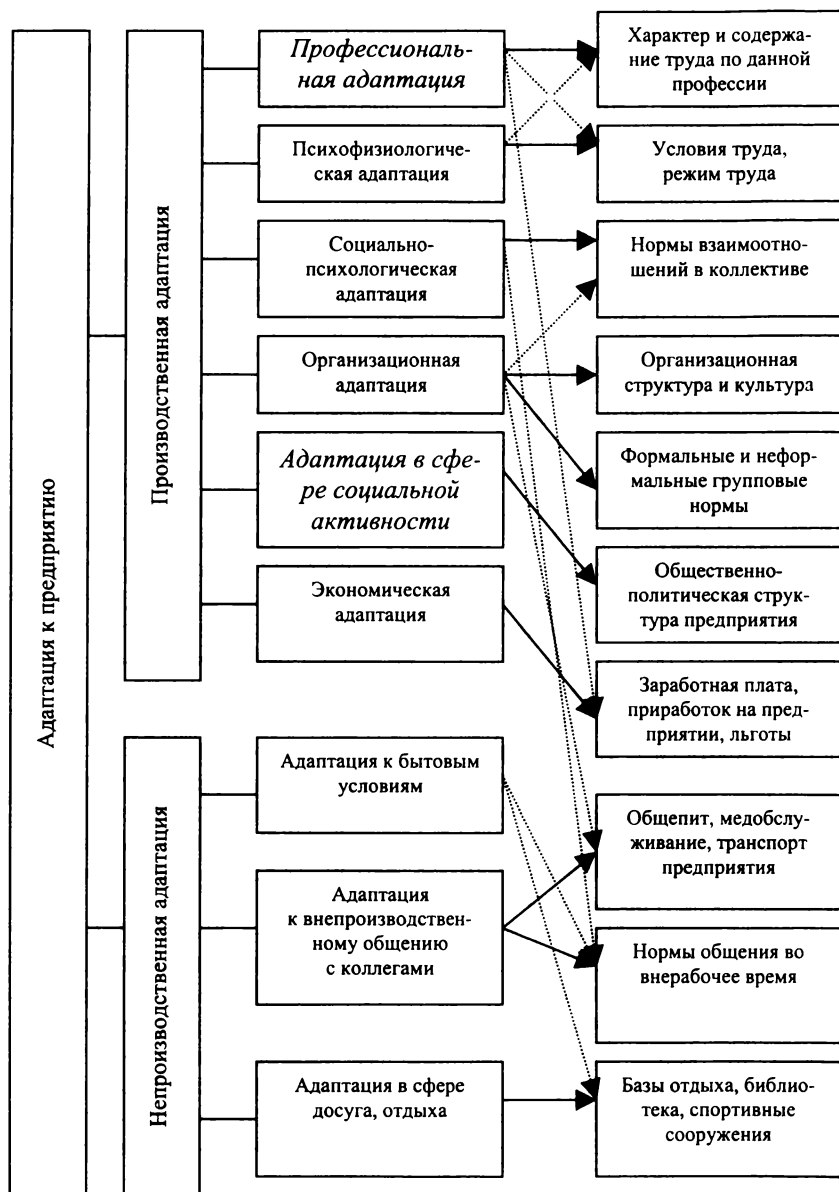 Адаптация к предприятию
Производственная адаптация
Профессиональ-
ная адаптация
Психофизиологиче-
ская адаптация
Социально-
психологическая
адаптация
Организационная
адаптация
Адаптация в сфе-
ре социальной
активности
Экономическая
адаптация
Характер и содержа-
ние труда по данной
профессии
Условия труда,
режим труда
Нормы взаимоотно-
шений в коллективе
Организационная
структура и культура
Формальные и нефор-
мальные групповые
нормы
Общественно-
политическая струк-
тура предприятия
Заработная плата,
приработок на пред-
приятии, льготы
Непроизводственная адаптация
Адаптация к бытовым
условиям
Адаптация
к внепроизводствен-
ному общению
с коллегами
Адаптация в сфере
досуга, отдыха
Общепит, медобслу-
живание, транспорт
предприятия
Нормы общения во
внерабочее время
Базы отдыха, библио-
тека, спортивные
сооружения